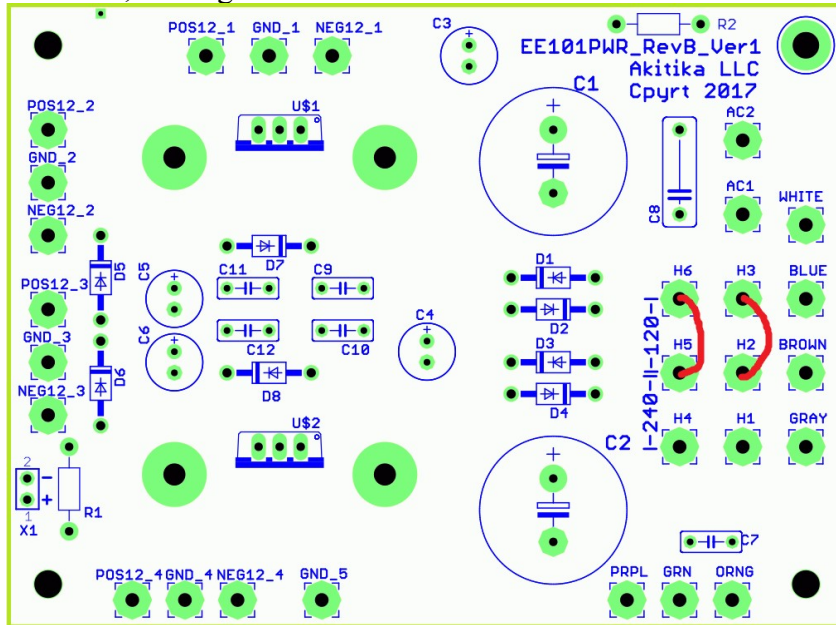 POS12_1 GND_1 NEG12_1
C3
R2
EE101PWR_RevB_Ver1
Akitika LLC
Cpyrt 2017
POS12_2
GND_2
NEG12_2
U$1
C1
AC2
AC1
C8
WHITE
D5
D7
C5
C11
C9
D1
D2
H6
H3
BLUE
POS12_3
GND_3
NEG12_3
C6
C12
C10
C4
D3
D4
H5
H2
BROWN
I-240-II-120-I
D6
D8
H4
H1
GRAY
U$2
C2
2
-
+
1
X1
R1
C7
POS12_4 GND_4 NEG12_4 GND_5
PRPL GRN ORNG